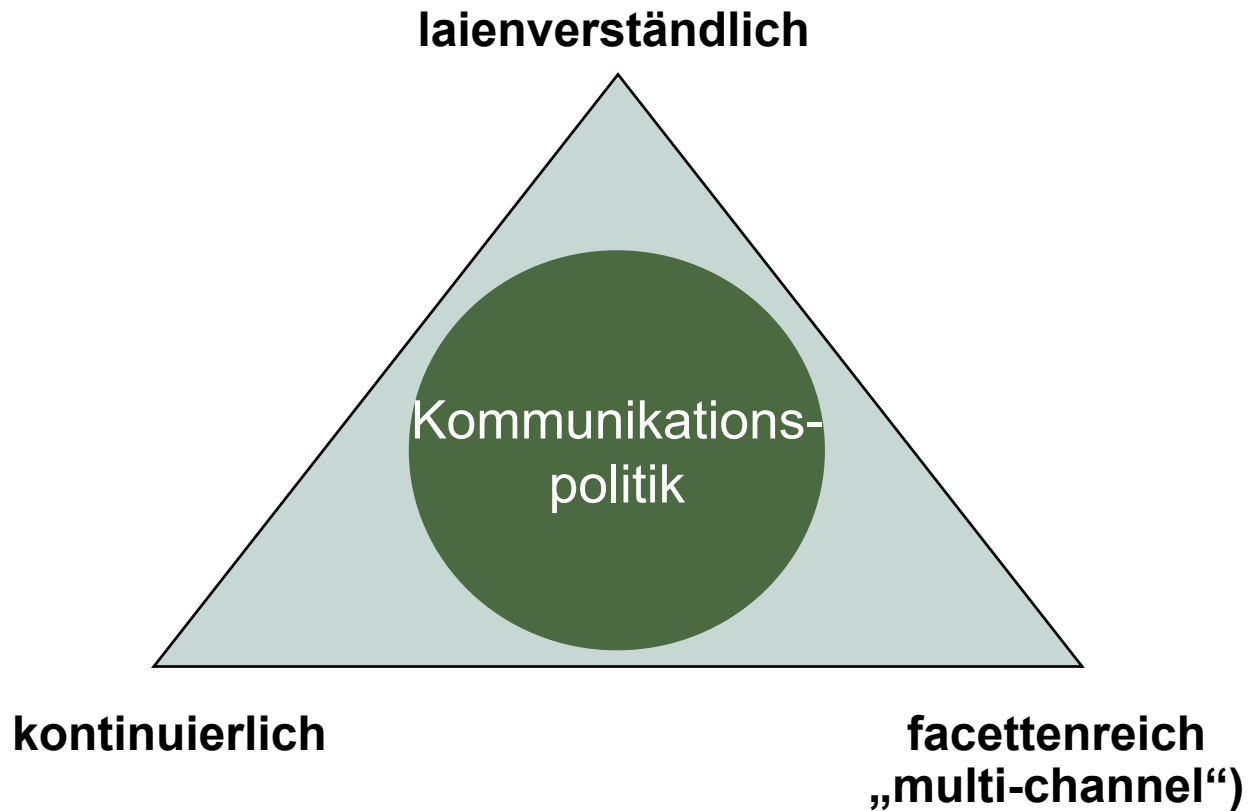 laienverständlich
Kommunikations-
politik
kontinuierlich
facettenreich
„multi-channel“)